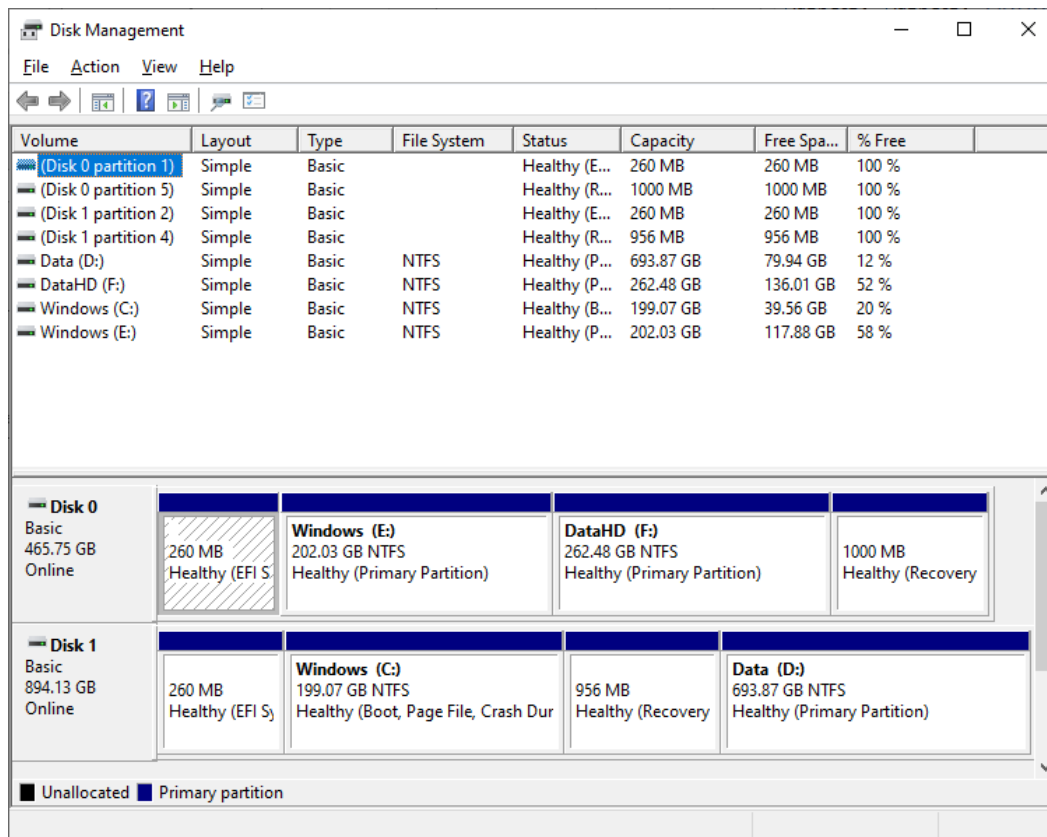 Disk Management
File Action View Help
Volume Layout Type File System Status Capacity Free Spa... % Free
(Disk 0 partition 1) Simple Basic Healthy (E... 260 MB 260 MB 100 %
(Disk 0 partition 5) Simple Basic Healthy (R... 1000 MB 1000 MB 100 %
(Disk 1 partition 2) Simple Basic Healthy (E... 260 MB 260 MB 100 %
(Disk 1 partition 4) Simple Basic Healthy (R... 956 MB 956 MB 100 %
Data (D:) Simple Basic NTFS Healthy (P... 693.87 GB 79.94 GB 12 %
DataHD (F:) Simple Basic NTFS Healthy (P... 262.48 GB 136.01 GB 52 %
Windows (C:) Simple Basic NTFS Healthy (B... 199.07 GB 39.56 GB 20 %
Windows (E:) Simple Basic NTFS Healthy (P... 202.03 GB 117.88 GB 58 %
Disk 0
Basic
465.75 GB
Online
260 MB
Healthy (EFI S
Windows (E:)
202.03 GB NTFS
Healthy (Primary Partition)
DataHD (F:)
262.48 GB NTFS
Healthy (Primary Partition)
1000 MB
Healthy (Recovery
Disk 1
Basic
894.13 GB
Online
260 MB
Healthy (EFI Sy
Windows (C:)
199.07 GB NTFS
Healthy (Boot, Page File, Crash Dur
956 MB
Healthy (Recovery
Data (D:)
693.87 GB NTFS
Healthy (Primary Partition)
Unallocated Primary partition